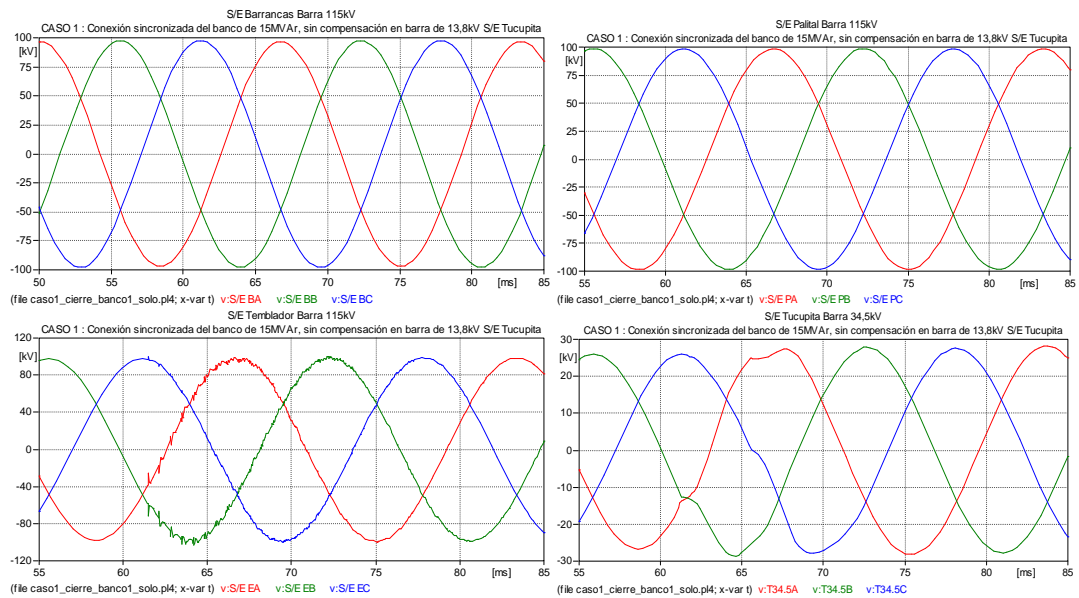 S/E Barrancas Barra 115kV
CASO 1 : Conexión sincronizada del banco de 15MVAr, sin compensación en barra de 13,8kV S/E Tucupita
100
[kV]
75
50
25
0
-25
-50
-75
-100
50 55 60 65 70 75 80 [ms] 85
(file caso1_cierre_banco1_solo.pl4; x-var t) v:S/E BA v:S/E BB v:S/E BC
S/E Palital Barra 115kV
CASO 1 : Conexión sincronizada del banco de 15MVAr, sin compensación en barra de 13,8kV S/E Tucupita
100
[kV]
75
50
25
0
-25
-50
-75
-100
55 60 65 70 75 80 [ms] 85
(file caso1_cierre_banco1_solo.pl4; x-var t) v:S/E PA v:S/E PB v:S/E PC
S/E Temblador Barra 115kV
CASO 1 : Conexión sincronizada del banco de 15MVAr, sin compensación en barra de 13,8kV S/E Tucupita
120
[kV]
80
40
0
-40
-80
-120
55 60 65 70 75 80 [ms] 85
(file caso1_cierre_banco1_solo.pl4; x-var t) v:S/E EA v:S/E EB v:S/E EC
S/E Tucupita Barra 34,5kV
CASO 1 : Conexión sincronizada del banco de 15MVAr, sin compensación en barra de 13,8kV S/E Tucupita
30
[kV]
20
10
0
-10
-20
-30
55 60 65 70 75 80 [ms] 85
(file caso1_cierre_banco1_solo.pl4; x-var t) v:T34.5A v:T34.5B v:T34.5C